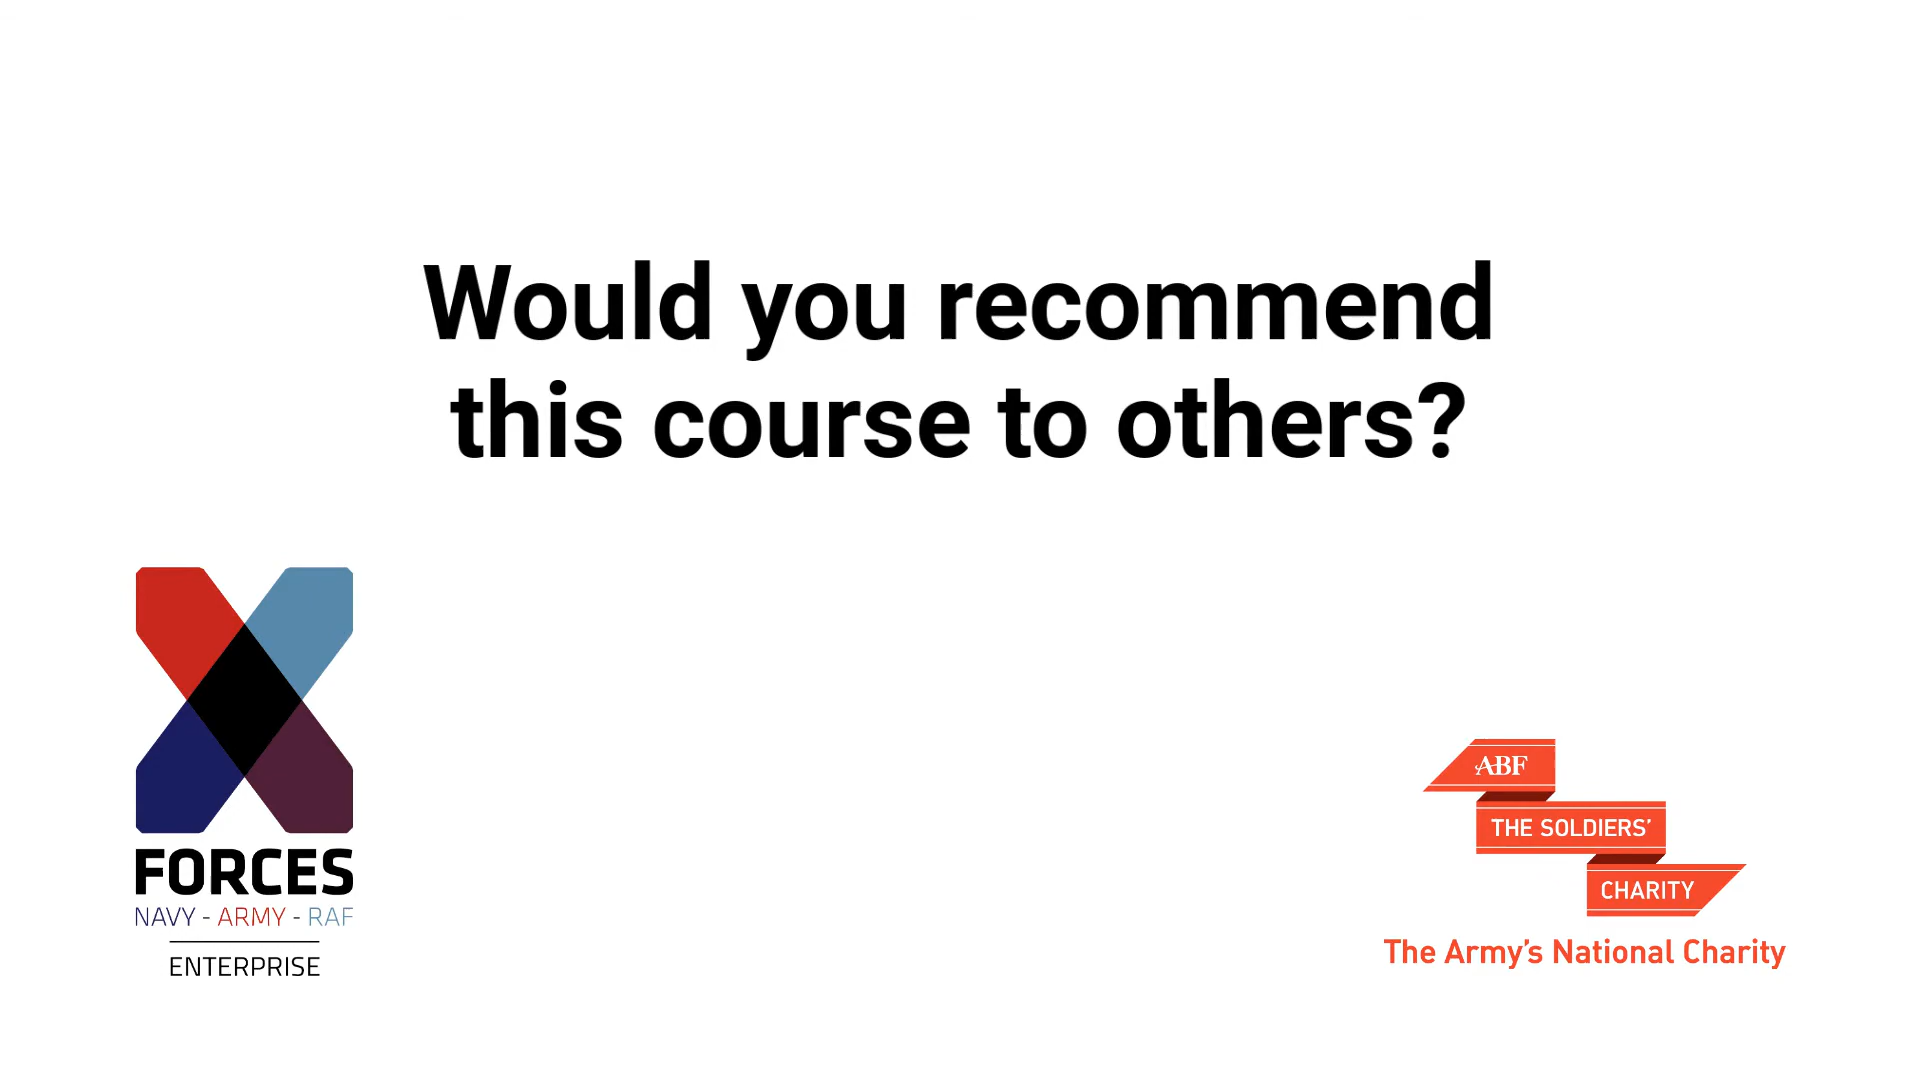 Would you recommend
this course to others?
FORCES
NAVY - ARMY - RAF
ENTERPRISE
ABF
THE SOLDIERS’
CHARITY
The Army’s National Charity